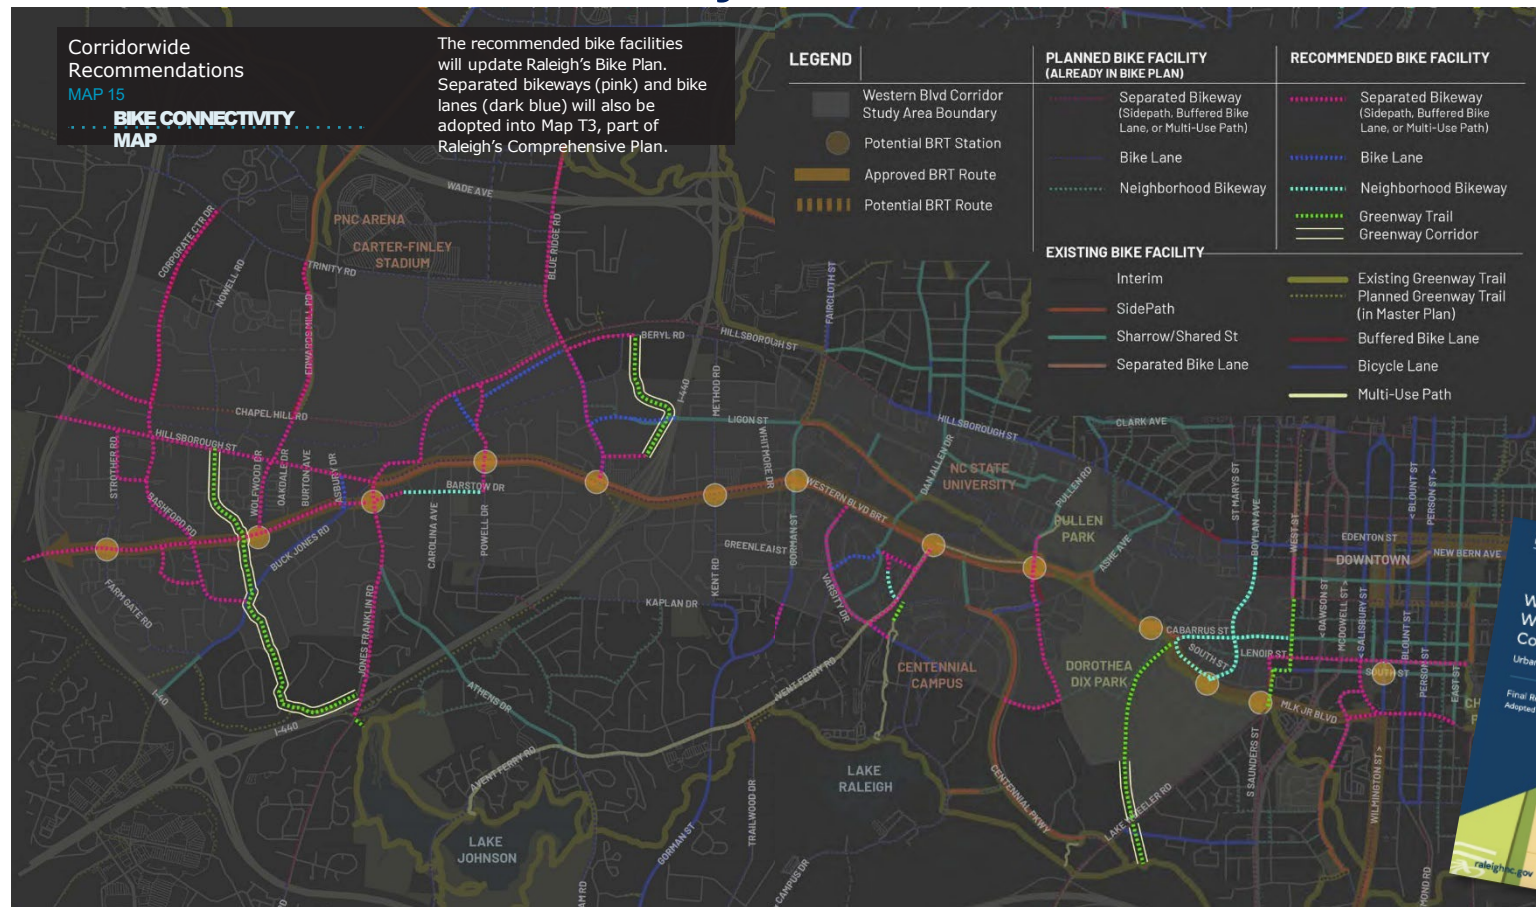 Corridorwide
Recommendations
MAP 15
BIKE CONNECTIVITY
MAP
The recommended bike facilities
will update Raleigh's Bike Plan.
Separated bikeways (pink) and bike
lanes (dark blue) will also be
adopted into Map T3, part of
Raleigh's Comprehensive Plan.
LEGEND
Western Blvd Corridor
Study Area Boundary
Potential BRT Station
Approved BRT Route
Potential BRT Route
PLANNED BIKE FACILITY
(ALREADY IN BIKE PLAN)
Separated Bikeway
(Sidepath, Buffered Bike
Lane, or Multi-Use Path)
Bike Lane
Neighborhood Bikeway
RECOMMENDED BIKE FACILITY
Separated Bikeway
(Sidepath, Buffered Bike
Lane, or Multi-Use Path)
Bike Lane
Neighborhood Bikeway
Greenway Trail
Greenway Corridor
EXISTING BIKE FACILITY
Interim
SidePath
Sharrow/Shared St
Separated Bike Lane
Existing Greenway Trail
Planned Greenway Trail
(in Master Plan)
Buffered Bike Lane
Bicycle Lane
Multi-Use Path
WADE AVE
PNC ARENA
CARTER-FINLEY
STADIUM
CORPORATE CTR DR
NOWELL RD
TRINITY RD
EDWARDS MILL RD
BLUE RIDGE RD
FAIRCLOTH ST
BERYL RD
HILLSBOROUGH ST
I-440
METHOD RD
CHAPEL HILL RD
LIGON ST
HILLSBOROUGH ST
CLARK AVE
HILLSBOROUGH ST
STROTHER RD
BASHFORD RD
WOLFWOOD DR
OAKDALE DR
BURTON AVE
ASBURY DR
BARSTOW DR
CAROLINA AVE
POWELL DR
WHITMORE DR
WESTERN BLVD BRT
DAN ALLEN DR
NC STATE
UNIVERSITY
PULLEN RD
PULLEN
PARK
ASHE AVE
ST MARYS ST
BOYLAN AVE
WEST ST
< BLOUNT ST
PERSON ST >
EDENTON ST
NEW BERN AVE
DOWNTOWN
BUCK JONES RD
GREENLEAF ST
GORMAN ST
KENT RD
KAPLAN DR
VARSITY DR
FARM GATE RD
JONES FRANKLIN RD
I-40
I-440
ATHENS DR
AVENT FERRY RD
AVENT FERRY RD
CENTENNIAL
CAMPUS
DOROTHEA
DIX PARK
CABARRUS ST
SOUTH ST
LENOIR ST
< DAWSON ST
MCDOWELL ST >
< SALISBURY ST
BLOUNT ST
PERSON ST
EAST ST
SOUTH ST
MLK JR BLVD
S SAUNDERS ST
WILMINGTON ST >
LAKE
JOHNSON
LAKE
RALEIGH
TRAILWOOD DR
GORMAN ST
CENTENNIAL PKWY
LAKE WHEELER RD
CAMPUS DR
raleighnc.gov